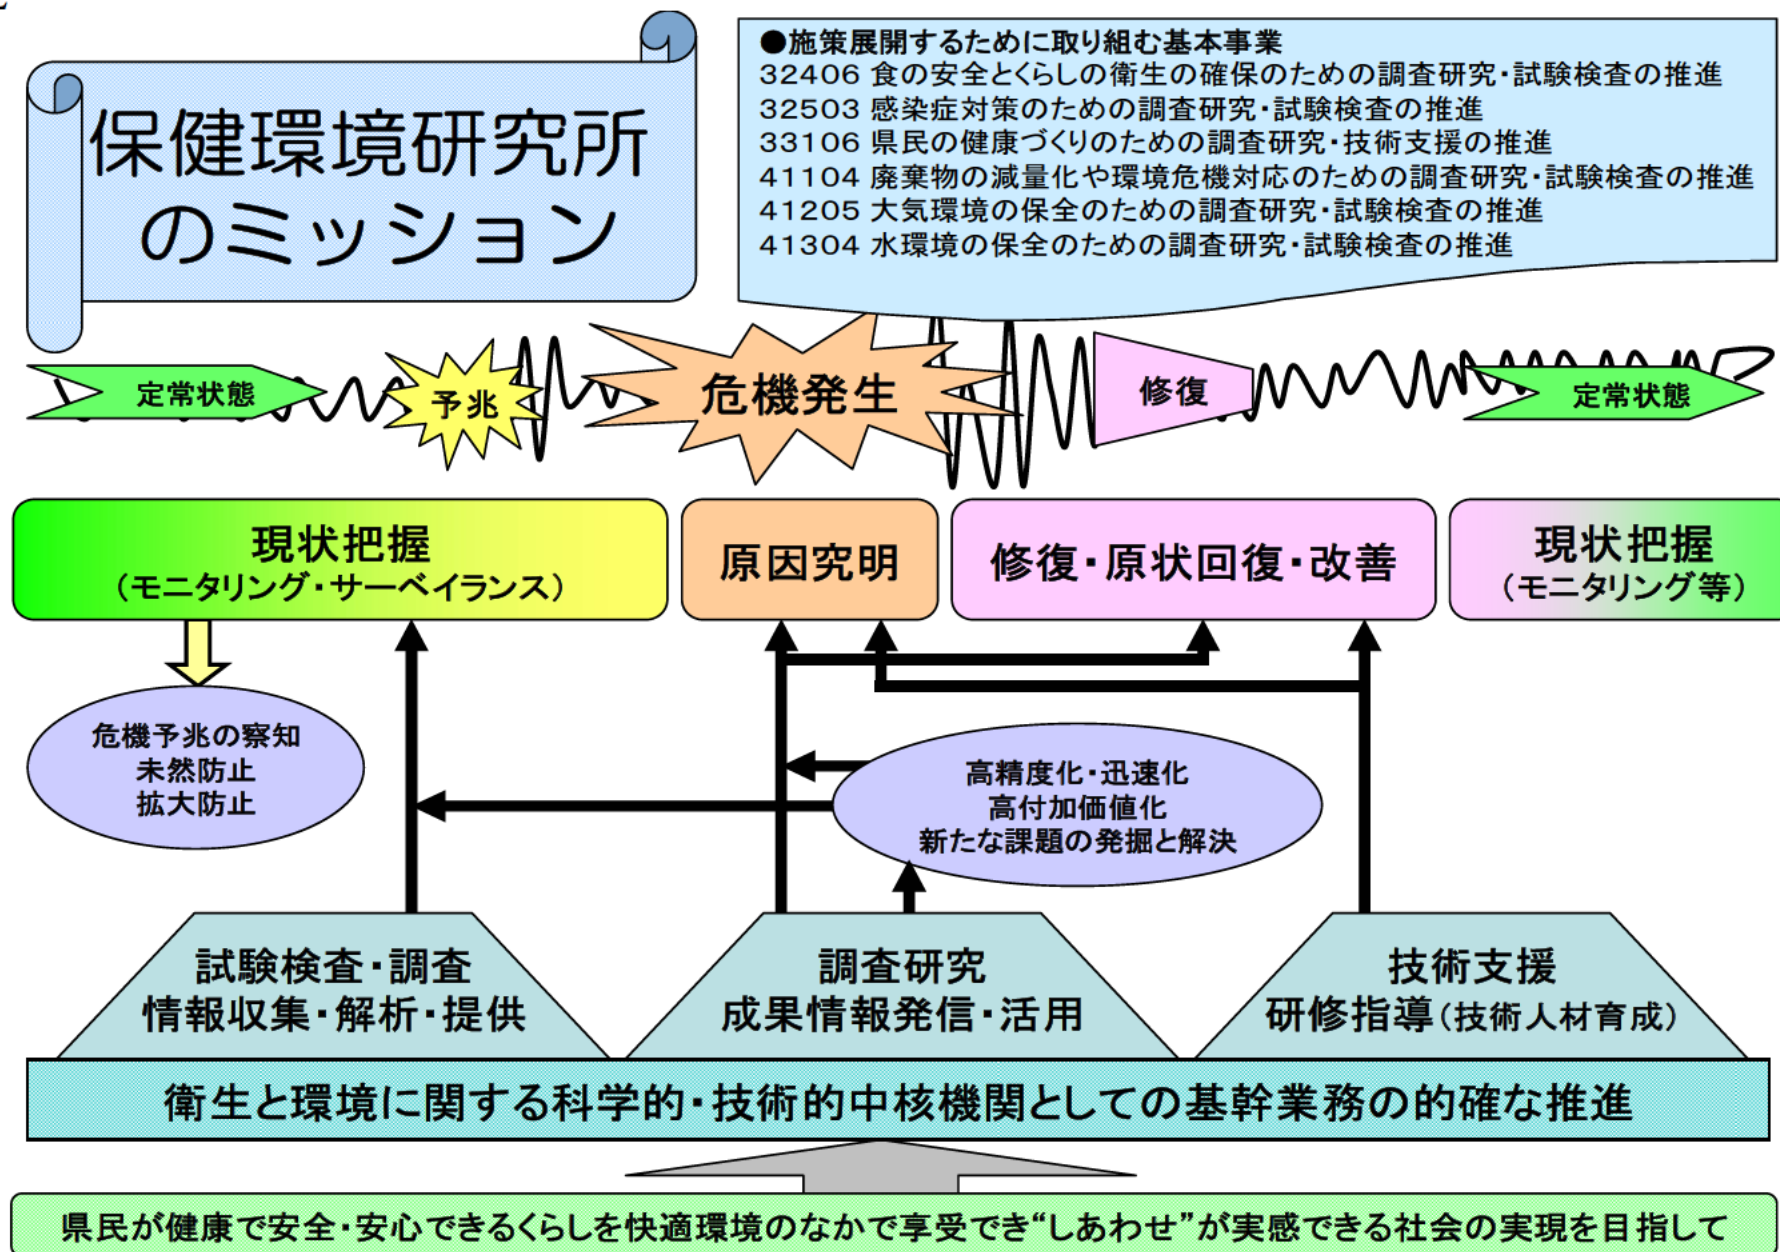 保健環境研究所
のミッション
●施策展開するために取り組む基本事業
32406 食の安全とくらしの衛生の確保のための調査研究・試験検査の推進
32503 感染症対策のための調査研究・試験検査の推進
33106 県民の健康づくりのための調査研究・技術支援の推進
41104 廃棄物の減量化や環境危機対応のための調査研究・試験検査の推進
41205 大気環境の保全のための調査研究・試験検査の推進
41304 水環境の保全のための調査研究・試験検査の推進
定常状態
予兆
危機発生
修復
定常状態
現状把握
（モニタリング・サーベイランス）
原因究明
修復・原状回復・改善
現状把握
（モニタリング等）
危機予兆の察知
未然防止
拡大防止
高精度化・迅速化
高付加価値化
新たな課題の発掘と解決
試験検査・調査
情報収集・解析・提供
調査研究
成果情報発信・活用
技術支援
研修指導（技術人材育成）
衛生と環境に関する科学的・技術的中核機関としての基幹業務の的確な推進
県民が健康で安全・安心できるくらしを快適環境のなかで享受でき“しあわせ”が実感できる社会の実現を目指して